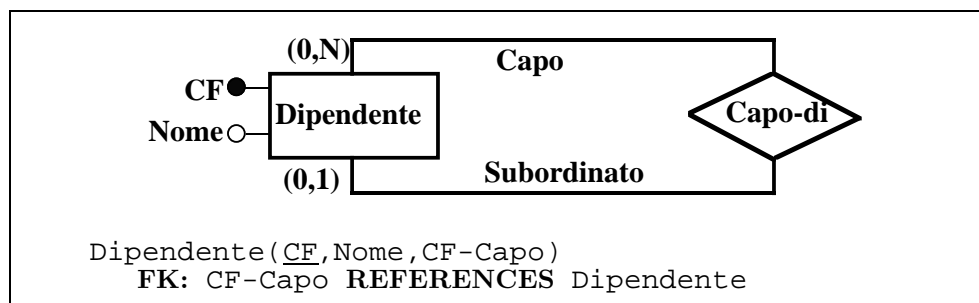 (0,N)
Capo
CF
Dipendente
Capo-di
Nome
(0,1)
Subordinato
Dipendente(CF,Nome,CF-Capo)
FK: CF-Capo REFERENCES Dipendente